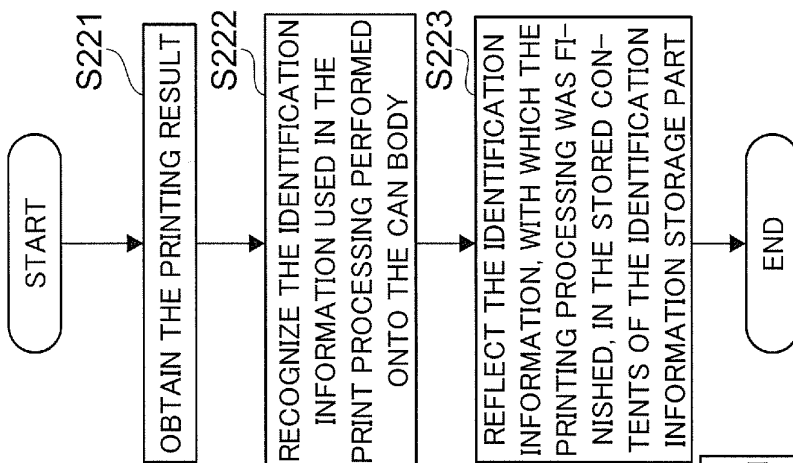 START
S221
OBTAIN THE PRINTING RESULT
S222
RECOGNIZE THE IDENTIFICATION
INFORMATION USED IN THE
PRINT PROCESSING PERFORMED
ONTO THE CAN BODY
S223
REFLECT THE IDENTIFICATION
INFORMATION, WITH WHICH THE
PRINTING PROCESSING WAS FI-
NISHED, IN THE STORED CON-
TENTS OF THE IDENTIFICATION
INFORMATION STORAGE PART
END